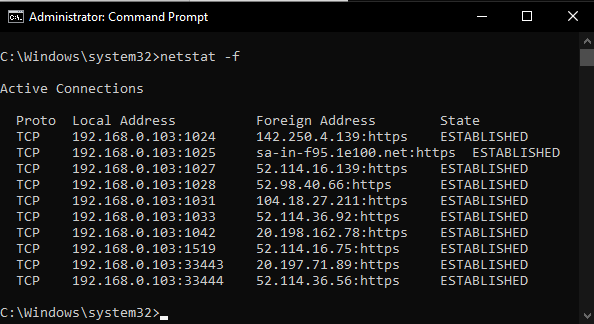 Administrator: Command Prompt
C:\Windows\system32>netstat -f
Active Connections
Proto  Local Address          Foreign Address        State
TCP    192.168.0.103:1024     142.250.4.139:https    ESTABLISHED
TCP    192.168.0.103:1025     sa-in-f95.1e100.net:https  ESTABLISHED
TCP    192.168.0.103:1027     52.114.16.139:https    ESTABLISHED
TCP    192.168.0.103:1028     52.98.40.66:https      ESTABLISHED
TCP    192.168.0.103:1031     104.18.27.211:https    ESTABLISHED
TCP    192.168.0.103:1033     52.114.36.92:https     ESTABLISHED
TCP    192.168.0.103:1042     20.198.162.78:https    ESTABLISHED
TCP    192.168.0.103:1519     52.114.16.75:https     ESTABLISHED
TCP    192.168.0.103:33443    20.197.71.89:https     ESTABLISHED
TCP    192.168.0.103:33444    52.114.36.56:https     ESTABLISHED
C:\Windows\system32>